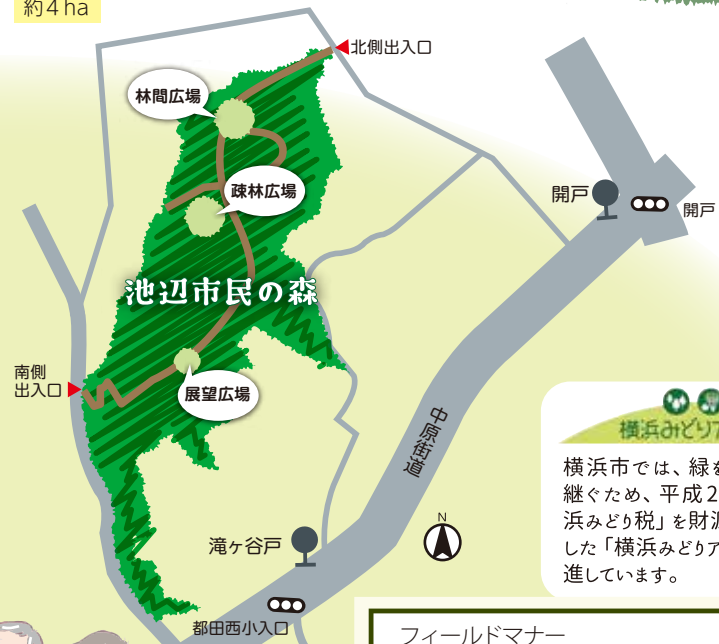 約4ha
北側出入口
林間広場
疎林広場
開戸
開戸
池辺市民の森
南側
出入口
展望広場
中原街道
横浜みどりア
横浜市では、緑を
継ぐため、平成2
浜みどり税」を財源
した「横浜みどりア
進しています。
N
滝ヶ谷戸
都田西小入口
フィールドマナー